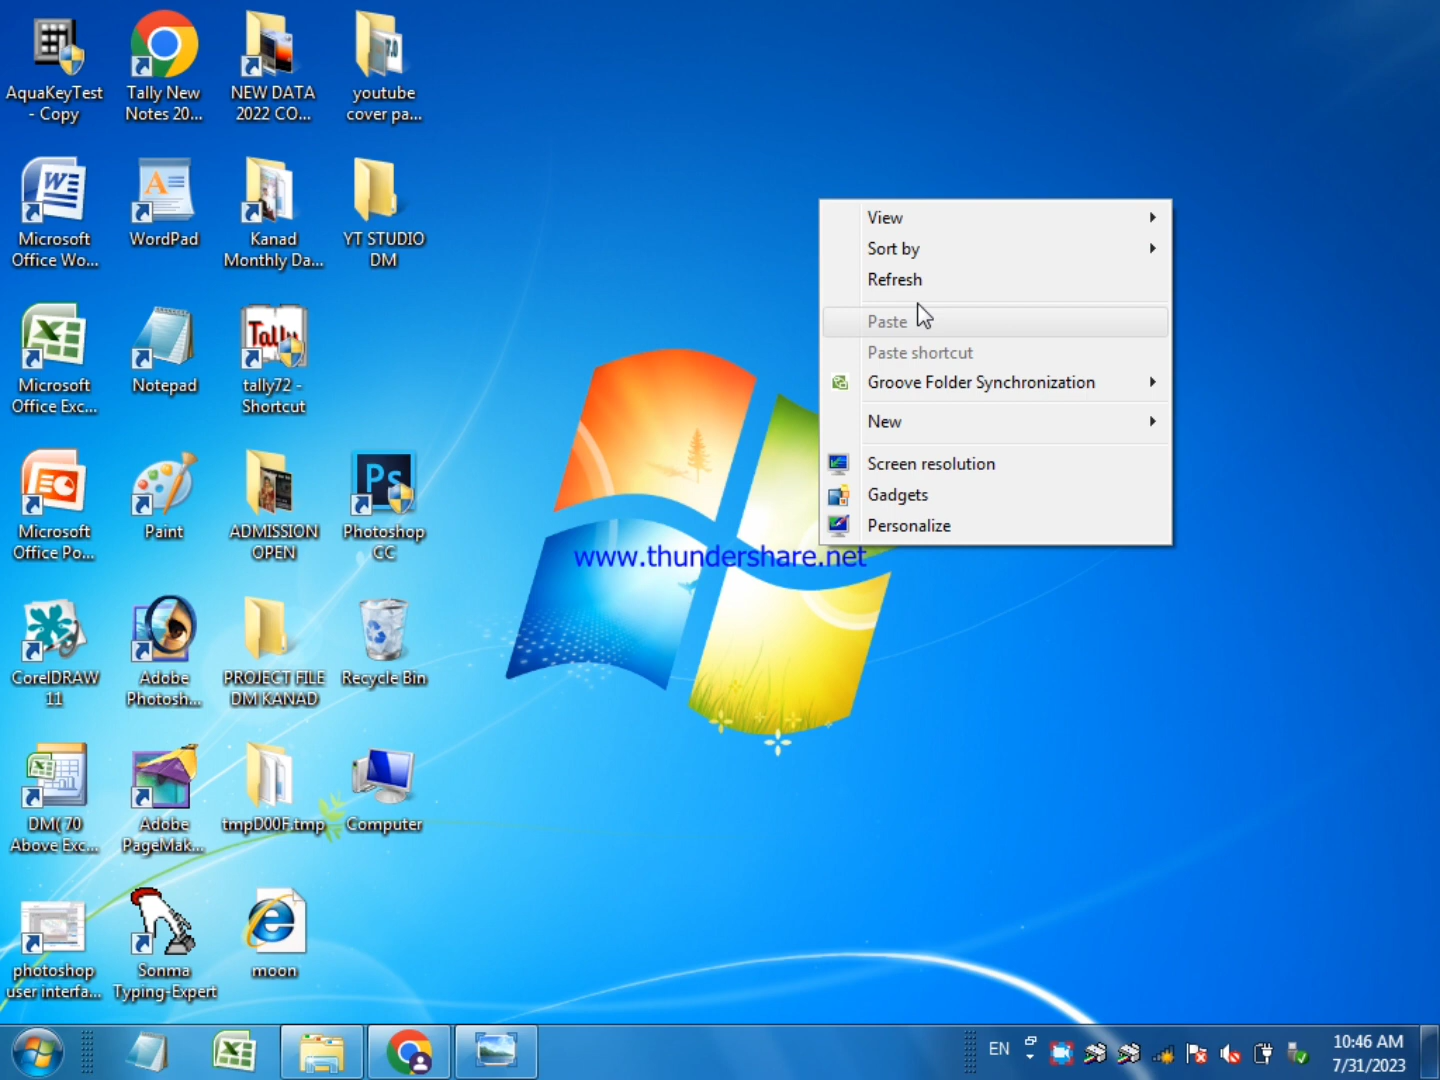 AquaKeyTest
- Copy
Tally New
Notes 20...
NEW DATA
2022 CO...
7.0
youtube
cover pa...
Microsoft
Office Wo...
WordPad
Kanad
Monthly Da...
YT STUDIO
DM
Microsoft
Office Exc...
Notepad
Tally
tally72 -
Shortcut
Microsoft
Office Po...
Paint
ADMISSION
OPEN
Ps
Photoshop
CC
CorelDRAW
11
Adobe
Photosh...
PROJECT FILE
DM KANAD
Recycle Bin
DM( 70
Above Exc...
Adobe
PageMak...
tmpD00F.tmp
Computer
photoshop
user interfa...
Sonma
Typing-Expert
moon
View
Sort by
Refresh
Paste
Paste shortcut
Groove Folder Synchronization
New
Screen resolution
Gadgets
Personalize
www.thundershare.net
EN
10:46 AM
7/31/2023